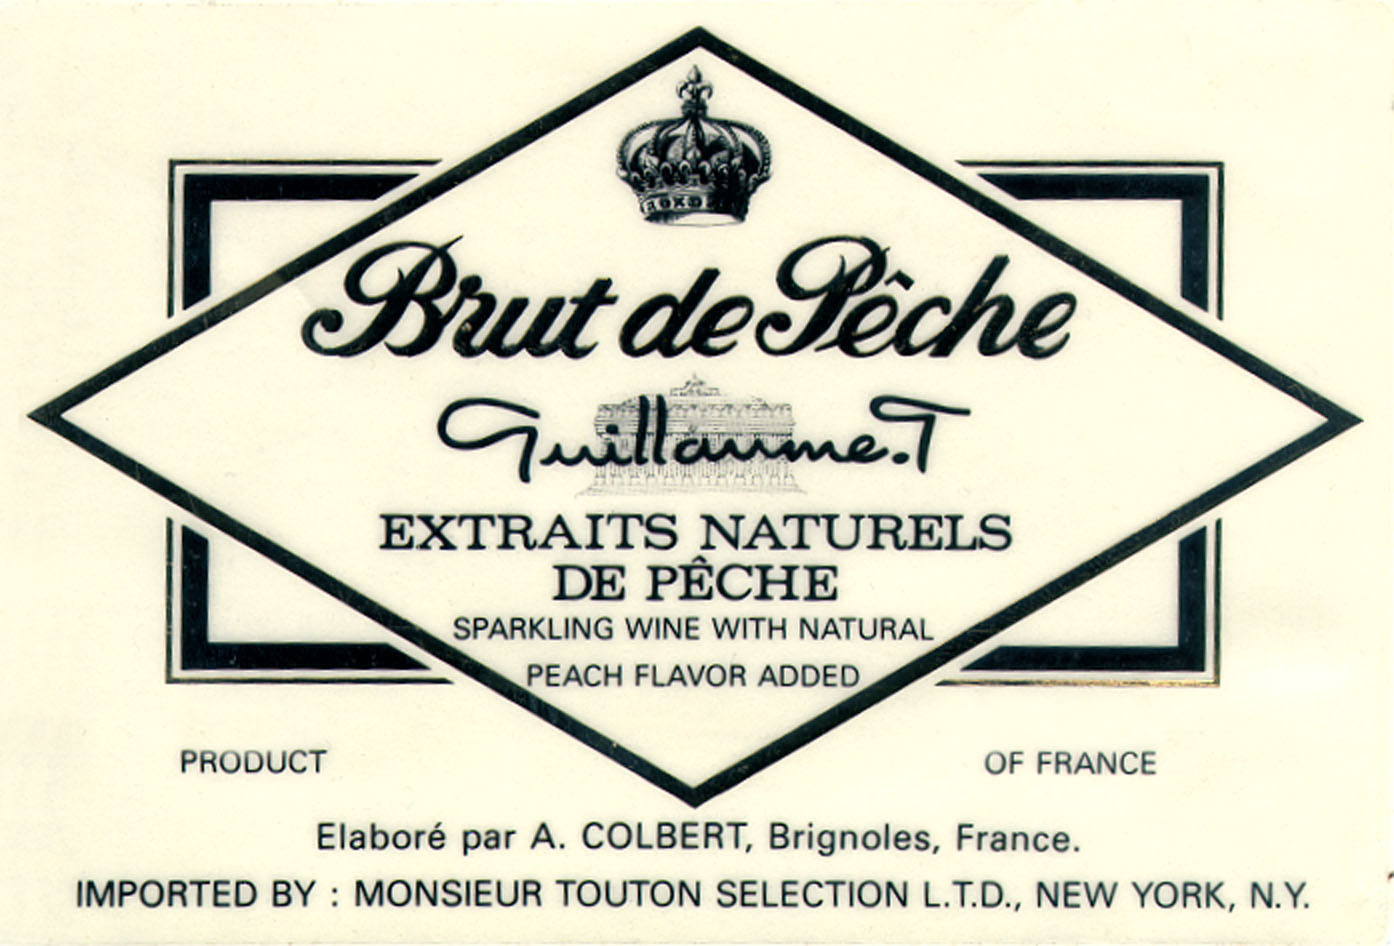 Brut de Pêche
Guillaume.T
EXTRAITS NATURELS
DE PÊCHE
SPARKLING WINE WITH NATURAL
PEACH FLAVOR ADDED
PRODUCT OF FRANCE
Elaboré par A. COLBERT, Brignoles, France.
IMPORTED BY : MONSIEUR TOUTON SELECTION L.T.D., NEW YORK, N.Y.